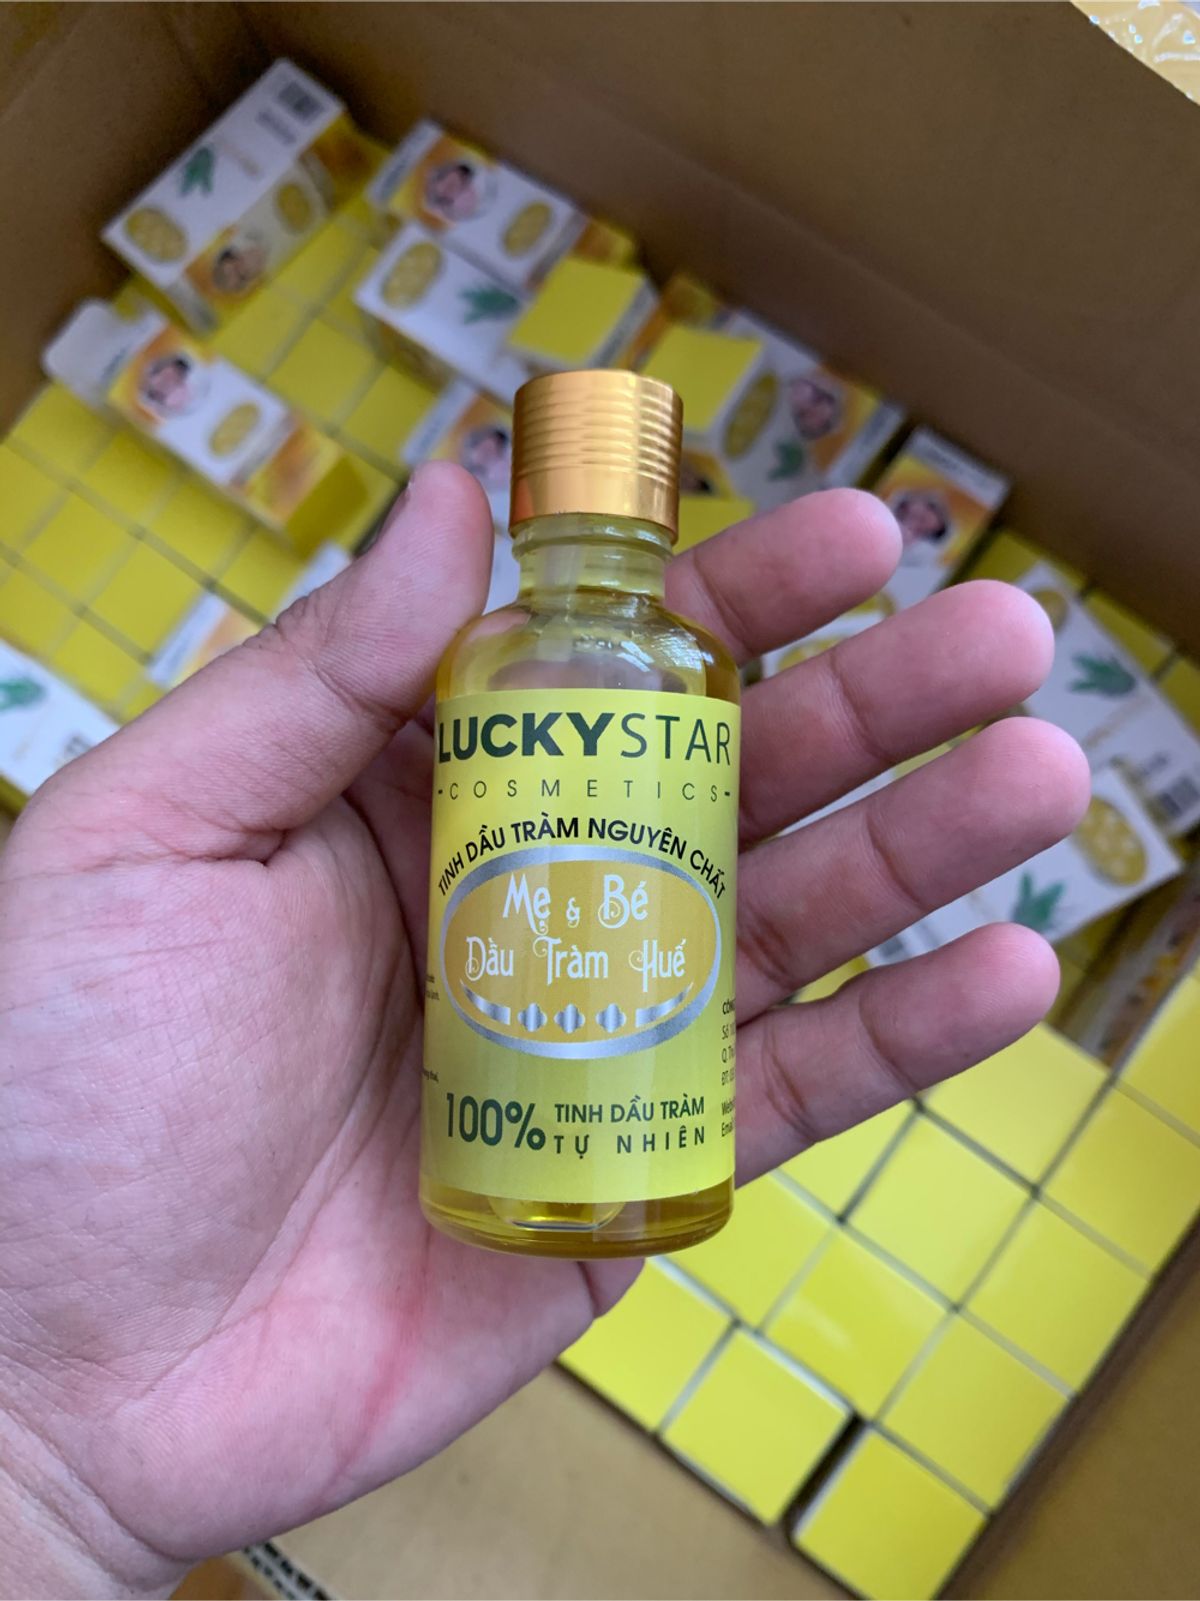 LUCKYSTAR
-COSMETICS-
TINH DẦU TRÀM NGUYÊN CHẤT
Mẹ & Bé
Dầu Tràm Huế
100% TINH DẦU TRÀM
TỰ NHIÊN